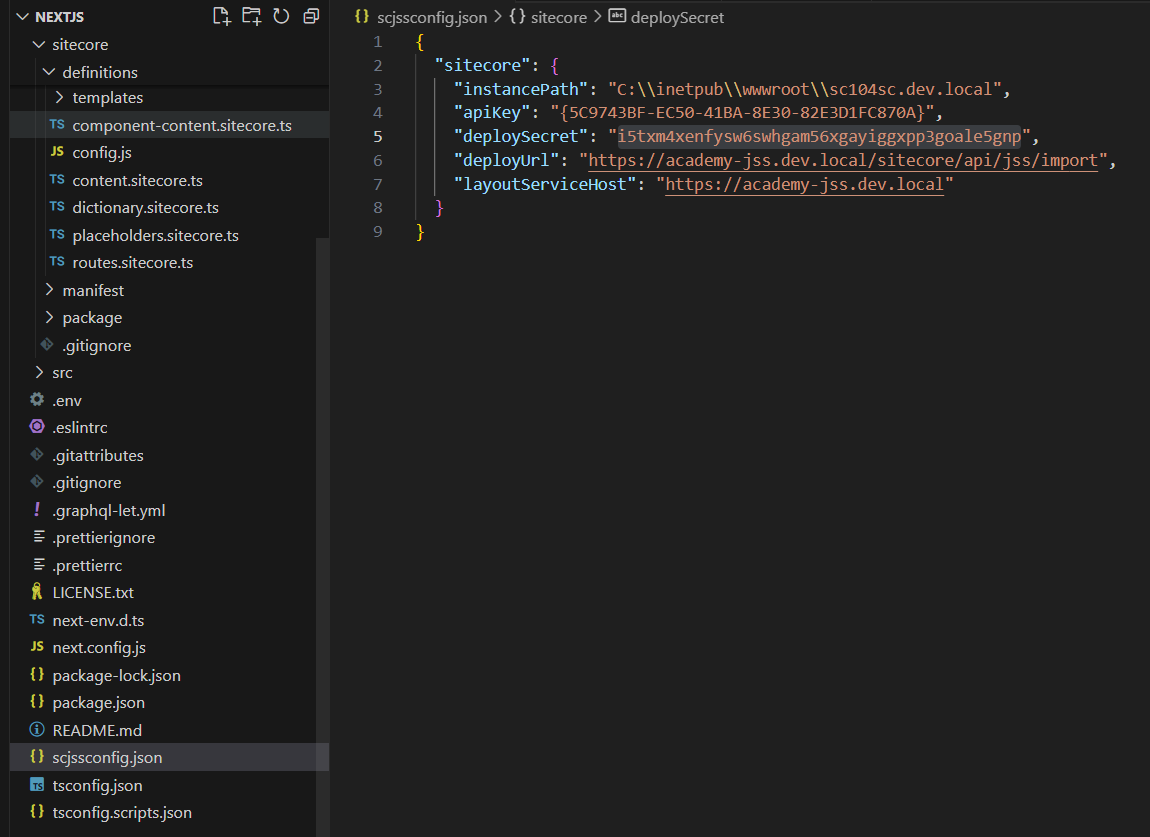 NEXTJS
sitecore
definitions
templates
TS component-content.sitecore.ts
JS config.js
TS content.sitecore.ts
TS dictionary.sitecore.ts
TS placeholders.sitecore.ts
TS routes.sitecore.ts
manifest
package
.gitignore
src
.env
.eslintrc
.gitattributes
.gitignore
! .graphql-let.yml
.prettierignore
.prettierrc
LICENSE.txt
TS next-env.d.ts
JS next.config.js
{} package-lock.json
{} package.json
README.md
{} scjssconfig.json
TS tsconfig.json
{} tsconfig.scripts.json
{} scjssconfig.json > {} sitecore > abc deploySecret
1 {
2 "sitecore": {
3 "instancePath": "C:\\inetpub\\wwwroot\\sc104sc.dev.local",
4 "apiKey": "{5C9743BF-EC50-41BA-8E30-82E3D1FC870A}",
5 "deploySecret": "i5txm4xenfysw6swhgam56xgayiggxpp3goale5gnp",
6 "deployUrl": "https://academy-jss.dev.local/sitecore/api/jss/import",
7 "layoutServiceHost": "https://academy-jss.dev.local"
8 }
9 }